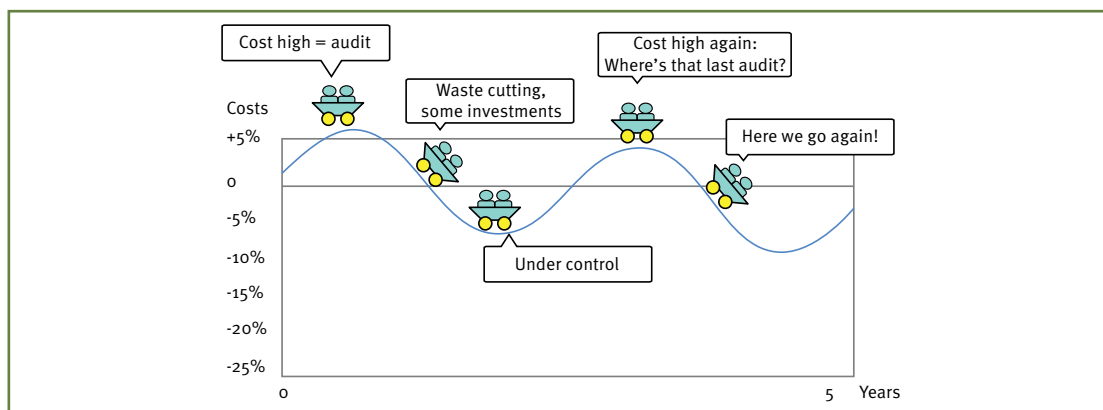 Cost high = audit
Cost high again:
Where's that last audit?
Waste cutting,
some investments
Here we go again!
Under control
Costs
+5%
0
-5%
-10%
-15%
-20%
-25%
0
5
Years